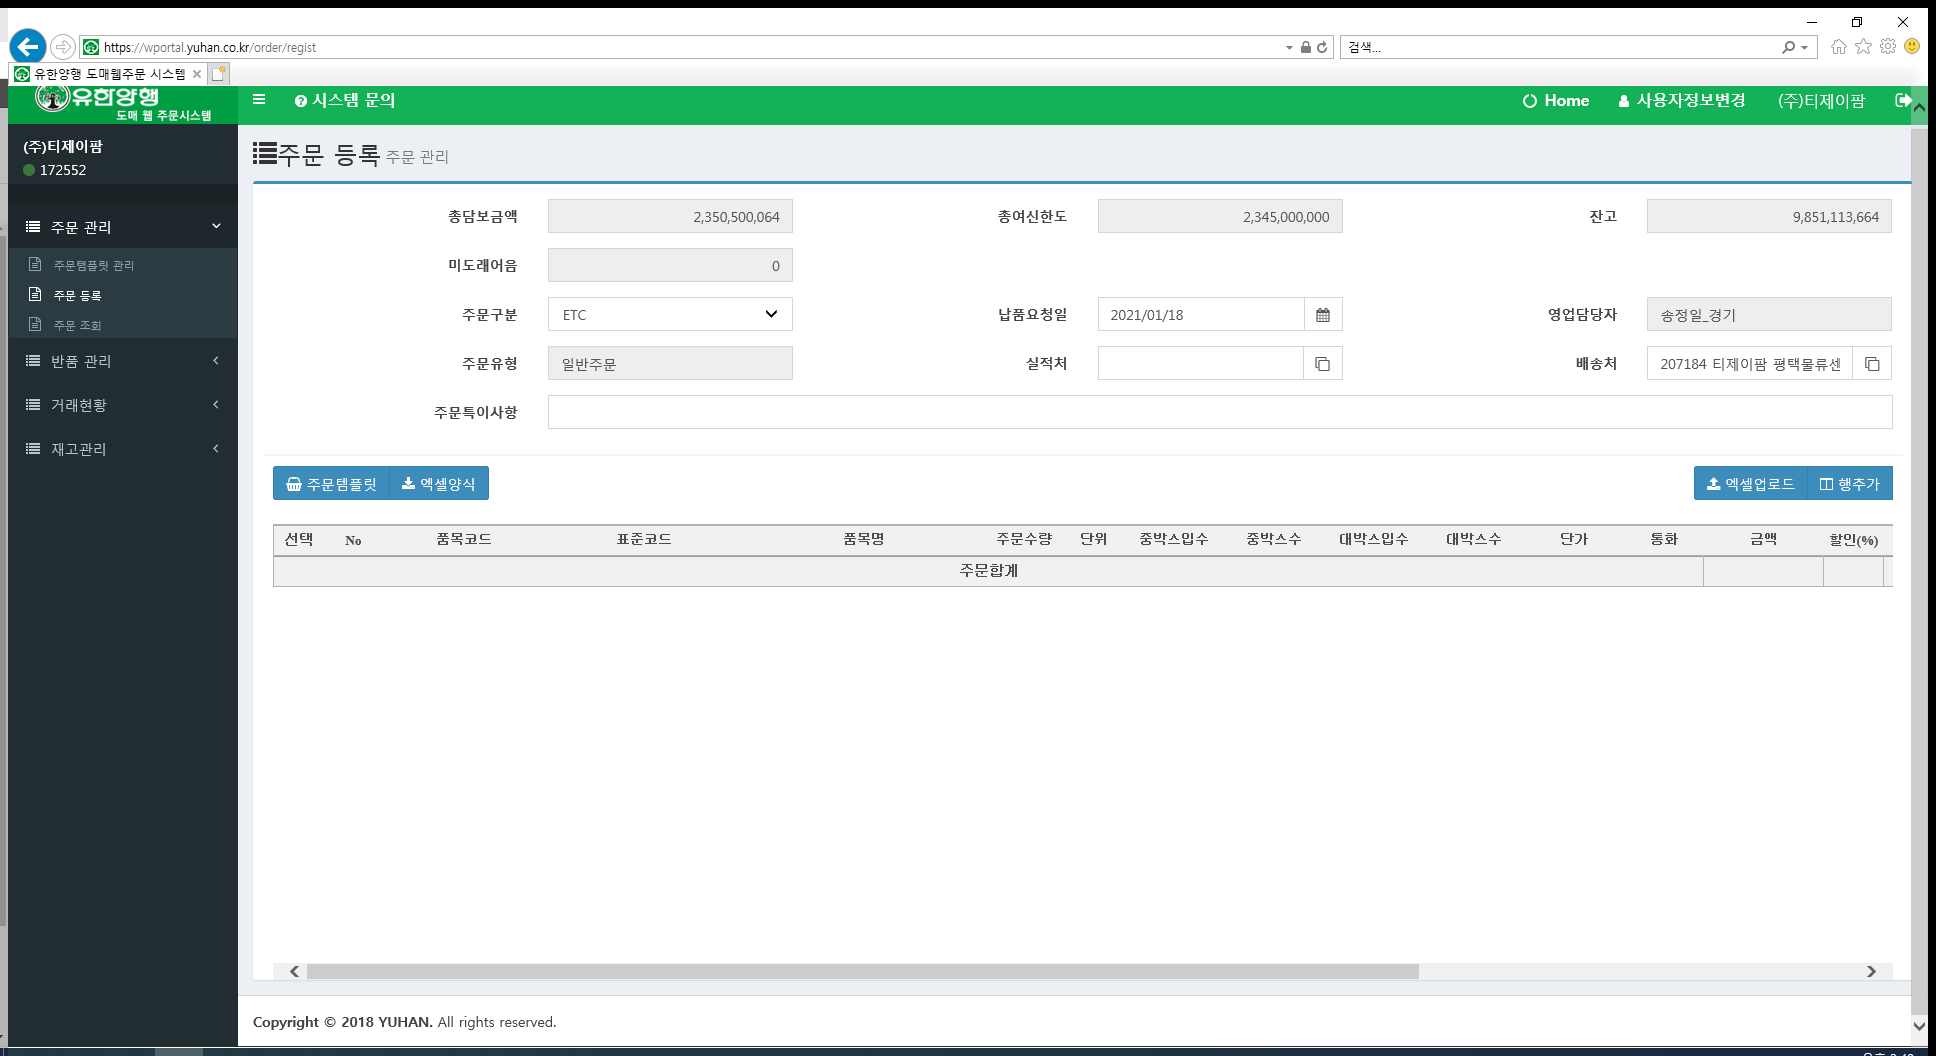 https://wportal.yuhan.co.kr/order/regist
검색...
유한양행 도매웹주문 시스템
유한양행
도매 웹 주문시스템
시스템 문의
Home
사용자정보변경
(주)티제이팜
(주)티제이팜
172552
주문 관리
주문템플릿 관리
주문 등록
주문 조회
반품 관리
거래현황
재고관리
주문 등록 주문 관리
총담보금액 2,350,500,064 총여신한도 2,345,000,000 잔고 9,851,113,664
미도래어음 0
주문구분 ETC 납품요청일 2021/01/18 영업담당자 송정일_경기
주문유형 일반주문 실적처 배송처 207184 티제이팜 평택물류센
주문특이사항
주문템플릿 엑셀양식 엑셀업로드 행추가
선택 No 품목코드 표준코드 품목명 주문수량 단위 중박스입수 중박스수 대박스입수 대박스수 단가 통화 금액 할인(%)
주문합계
Copyright © 2018 YUHAN. All rights reserved.